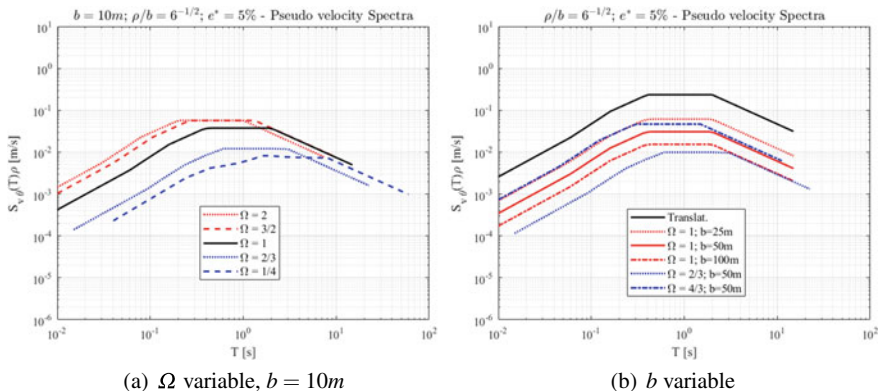 b = 10m; ρ/b = 6^{-1/2}; e* = 5% - Pseudo velocity Spectra
10^1
10^0
10^{-1}
10^{-2}
10^{-3}
10^{-4}
10^{-5}
10^{-6}
S_{vθ}(T)ρ [m/s]
Ω = 2
Ω = 3/2
Ω = 1
Ω = 2/3
Ω = 1/4
10^{-2} 10^{-1} 10^0 10^1 10^2
T [s]
(a) Ω variable, b = 10m
ρ/b = 6^{-1/2}; e* = 5% - Pseudo velocity Spectra
10^1
10^0
10^{-1}
10^{-2}
10^{-3}
10^{-4}
10^{-5}
10^{-6}
S_{vθ}(T)ρ [m/s]
Translat.
Ω = 1; b=25m
Ω = 1; b=50m
Ω = 1; b=100m
Ω = 2/3; b=50m
Ω = 4/3; b=50m
10^{-2} 10^{-1} 10^0 10^1 10^2
T [s]
(b) b variable